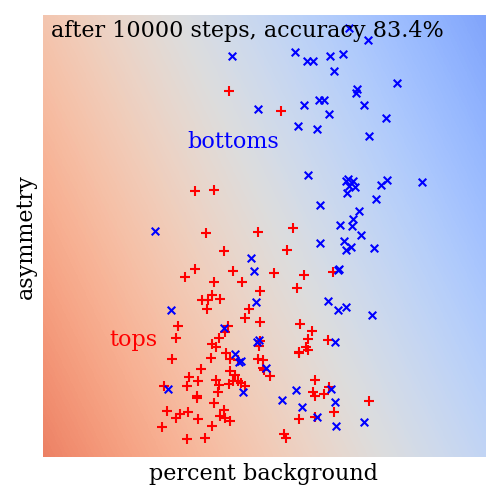 after 10000 steps, accuracy 83.4%
bottoms
asymmetry
tops
percent background